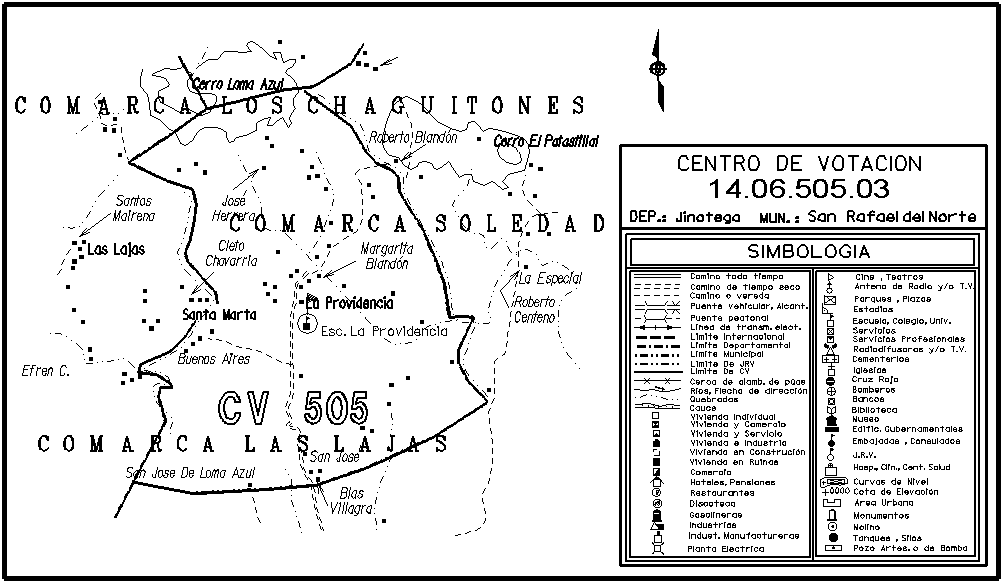 Cerro Loma Azul
COMARCA LOS CHAGUITONES
Roberto Blandón
Cerro El Patastillal
Santos
Mairena
José
Herrera
COMARCA SOLEDAD
Las Lajas
Cleto
Chavarria
Margarita
Blandón
La Especial
Santa Marta
La Providencia
Roberto
Centeno
Esc. La Providencia
Buenos Aires
Efren C.
CV 505
COMARCA LAS LAJAS
San José
San Jose De Loma Azul
Blas
Villagra
CENTRO DE VOTACION
14.06.505.03
DEP.: Jinotega MUN.: San Rafael del Norte
SIMBOLOGIA
Camino todo tiempo
Camino de tiempo seco
Camino o vereda
Puente vehicular, Alcant.
Puente peatonal
Linea de transm. elect.
Limite Internacional
Limite Departamental
Limite Municipal
Limite De JRV
Limite De CV
Cerca de alamb. de púas
Rios, Flecha de dirección
Quebradas
Cauce
Vivienda Individual
Vivienda y Comercio
Vivienda y Servicio
Vivienda e Industria
Vivienda en Construcción
Vivienda en Ruinas
Comercio
Hoteles, Pensiones
Restaurantes
Discoteca
Gasolineras
Industrias
Indust. Manufactureras
Planta Electrica
Cine, Teatros
Antena de Radio y/o T.V.
Parques, Plazas
Estadios
Escuela, Colegio, Univ.
Servicios
Servicios Profesionales
Radiodifusoras y/o T.V.
Cementerios
Iglesias
Cruz Roja
Bomberos
Bancos
Biblioteca
Museo
Edific. Gubernamentales
Embajadas, Consulados
J.R.V.
Hosp., Clin., Cent. Salud
Curvas de Nivel
Cota de Elevación
Area Urbana
Monumentos
Molino
Tanques, Silos
Pozo Artes. o de Bomba